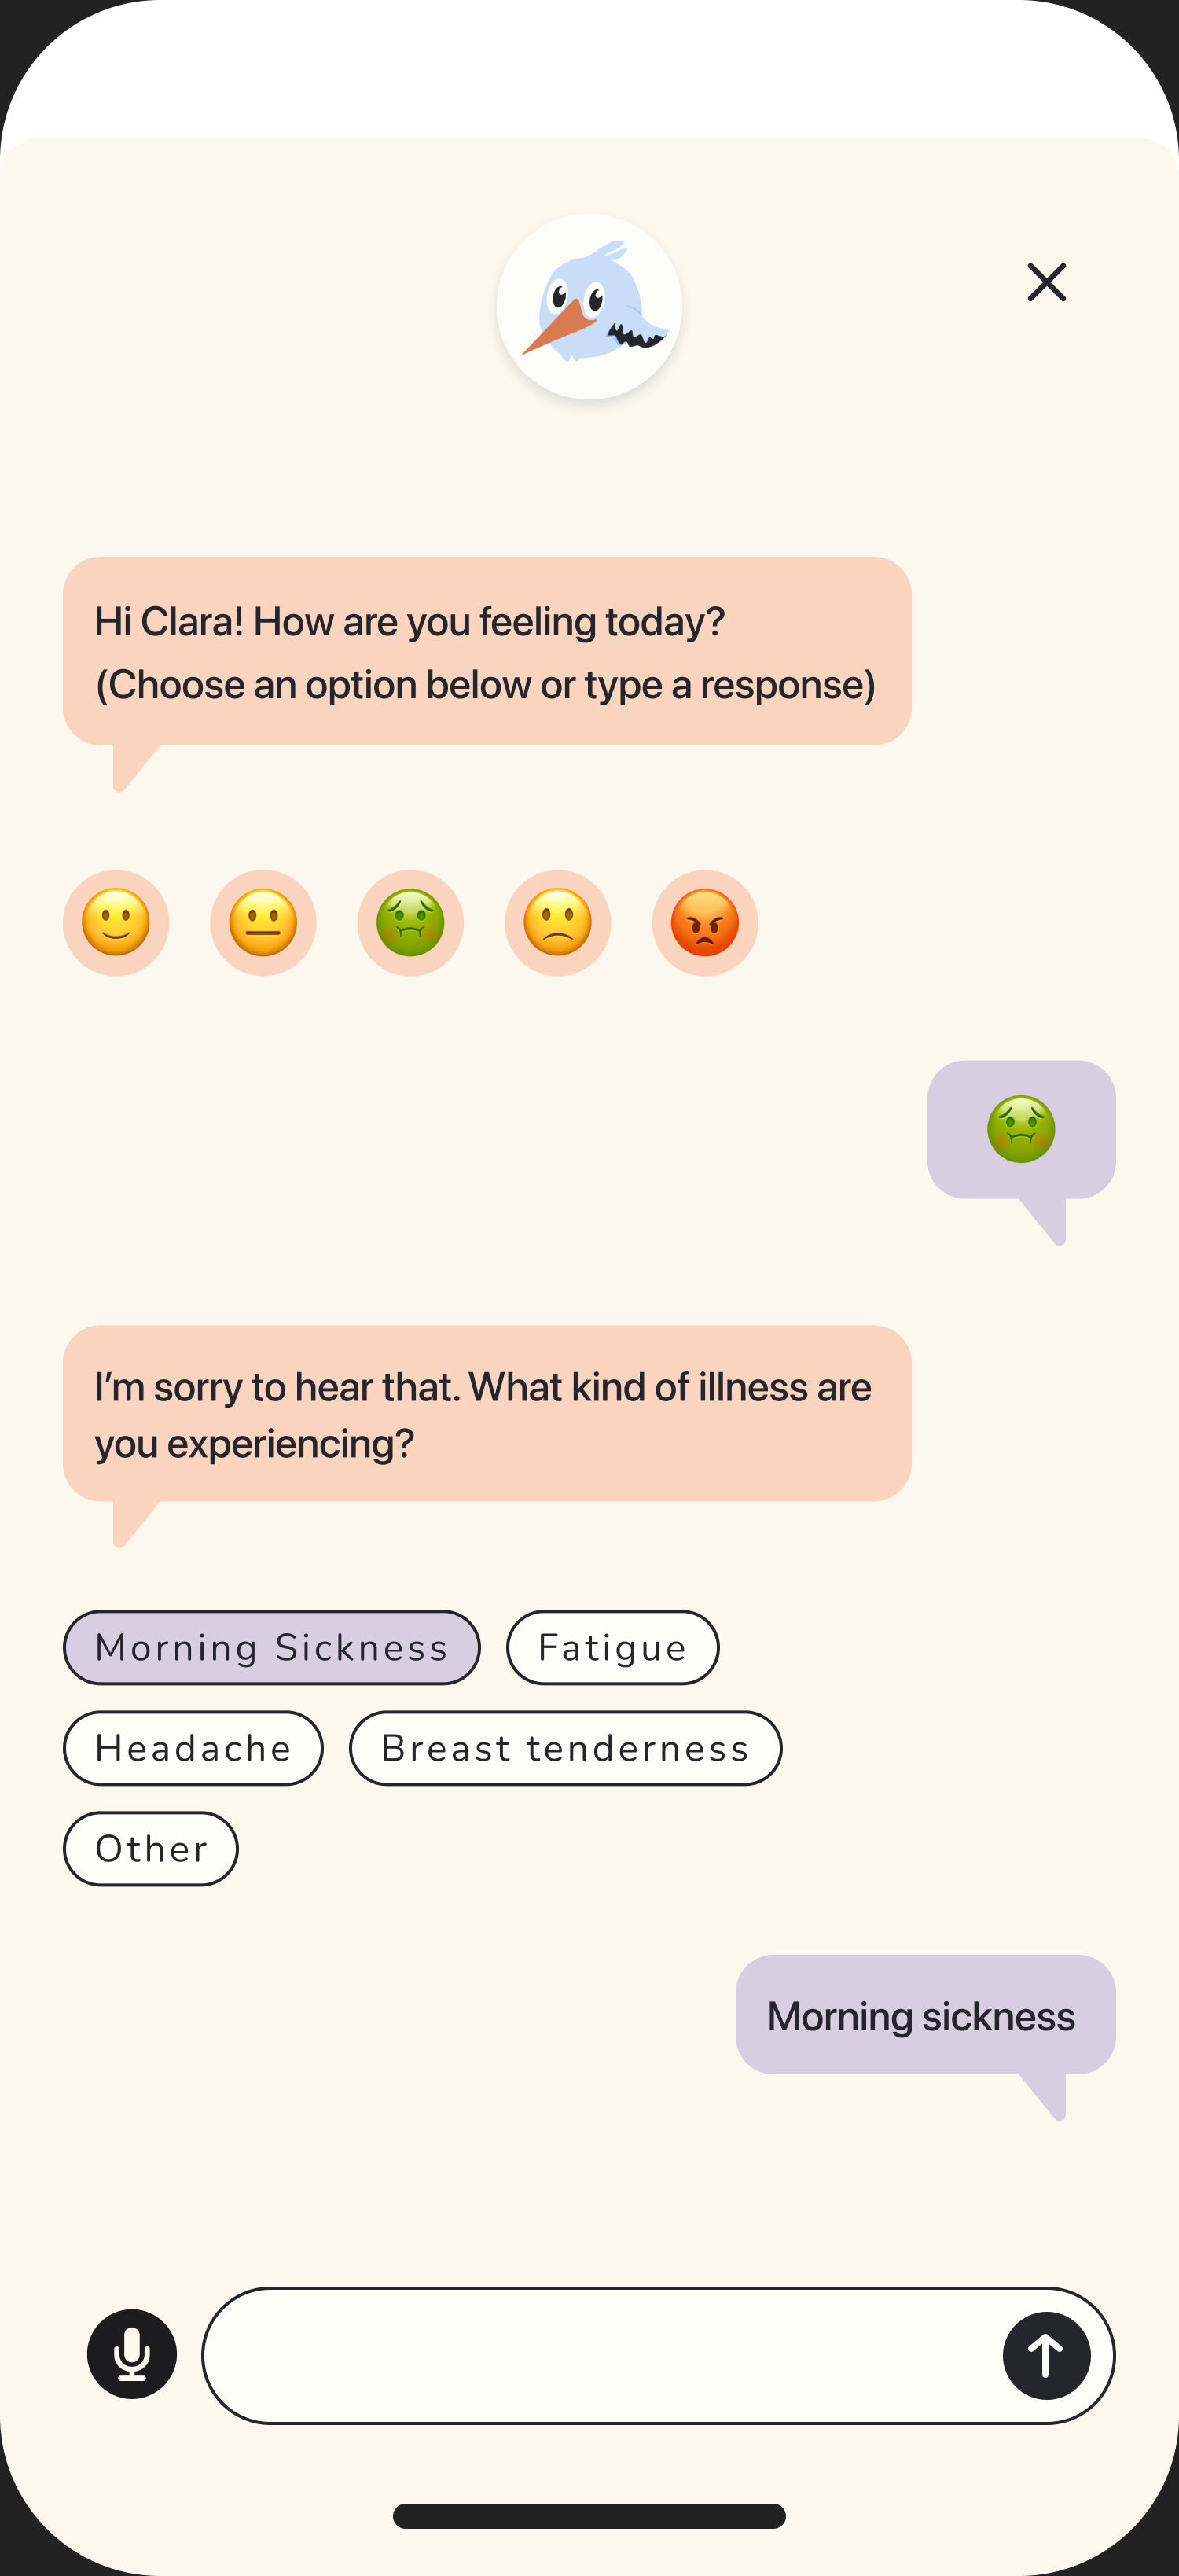 Hi Clara! How are you feeling today?
(Choose an option below or type a response)
I’m sorry to hear that. What kind of illness are
you experiencing?
Morning Sickness
Fatigue
Headache
Breast tenderness
Other
Morning sickness